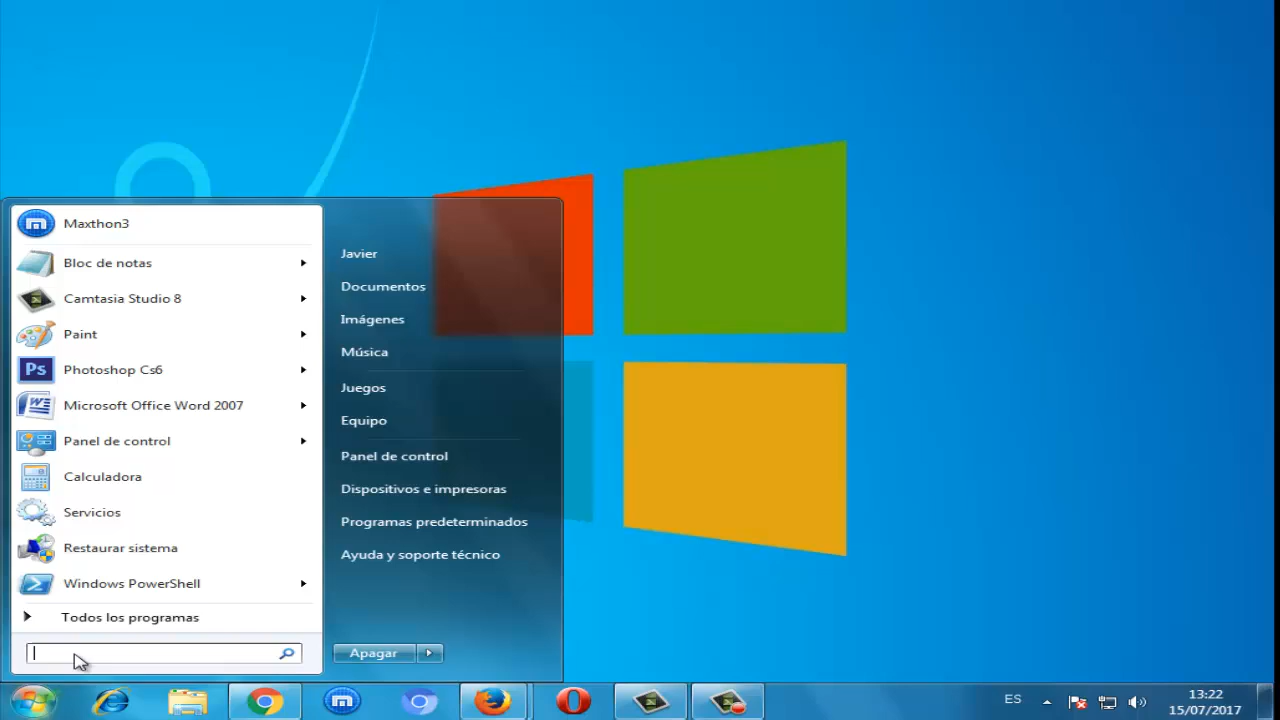 Maxthon3
Bloc de notas
Camtasia Studio 8
Paint
Ps Photoshop Cs6
Microsoft Office Word 2007
Panel de control
Calculadora
Servicios
Restaurar sistema
Windows PowerShell
Todos los programas
Javier
Documentos
Imágenes
Música
Juegos
Equipo
Panel de control
Dispositivos e impresoras
Programas predeterminados
Ayuda y soporte técnico
Apagar
ES
13:22
15/07/2017